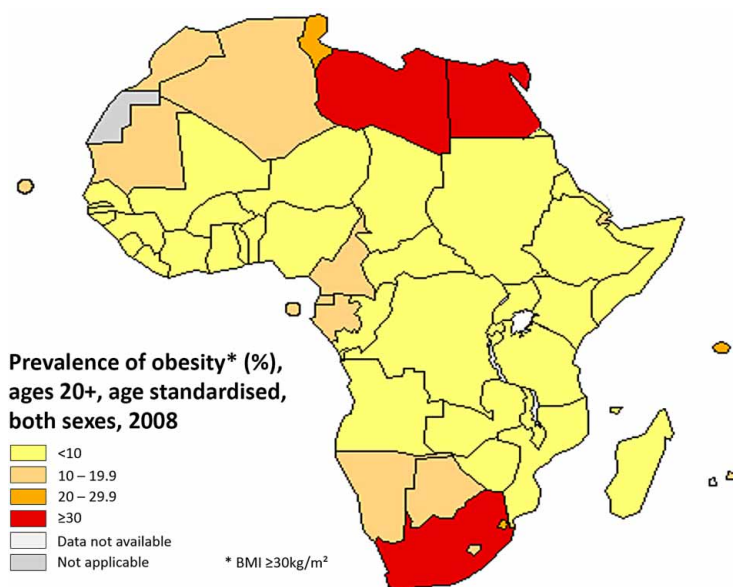 Prevalence of obesity* (%),
ages 20+, age standardised,
both sexes, 2008
<10
10 – 19.9
20 – 29.9
≥30
Data not available
Not applicable
* BMI ≥30kg/m²